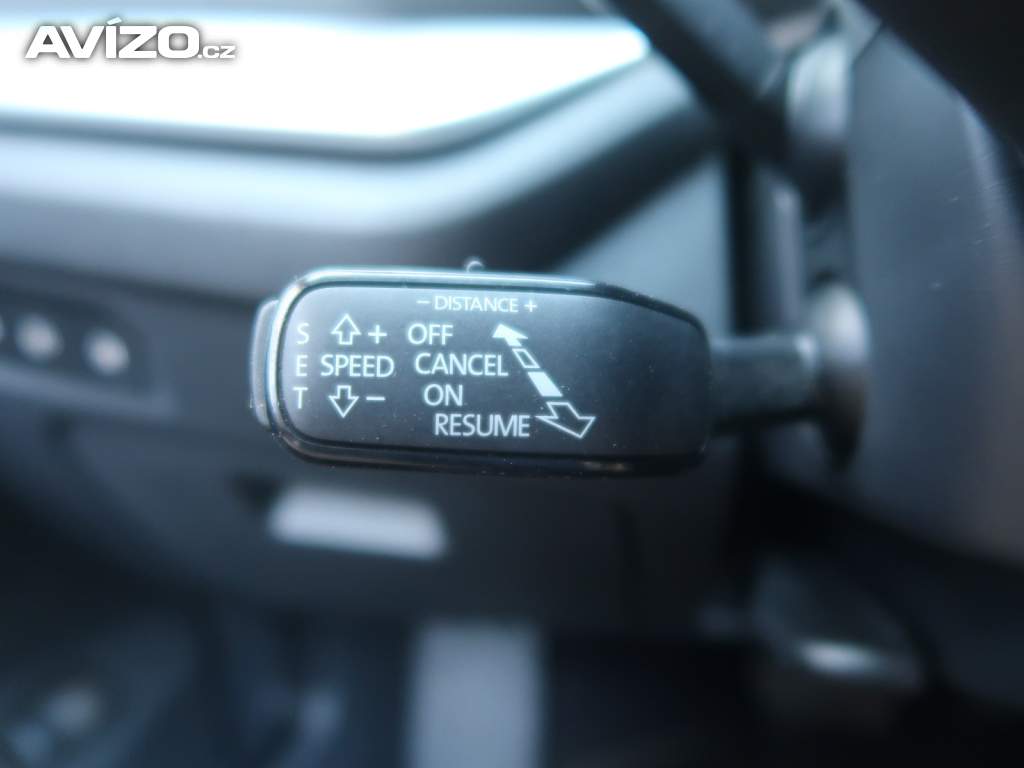 AVÍZO.cz
− DISTANCE +
S + OFF
E SPEED CANCEL
T − ON
RESUME